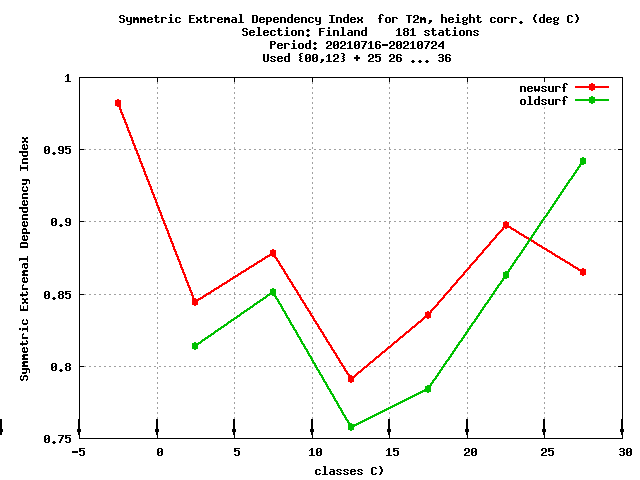 Symmetric Extremal Dependency Index  for T2m, height corr. (deg C)
Selection: Finland    181 stations
Period: 20210716-20210724
Used {00,12} + 25 26 ... 36
newsurf
oldsurf
Symmetric Extremal Dependency Index
1
0.95
0.9
0.85
0.8
0.75
-5 0 5 10 15 20 25 30
classes C)